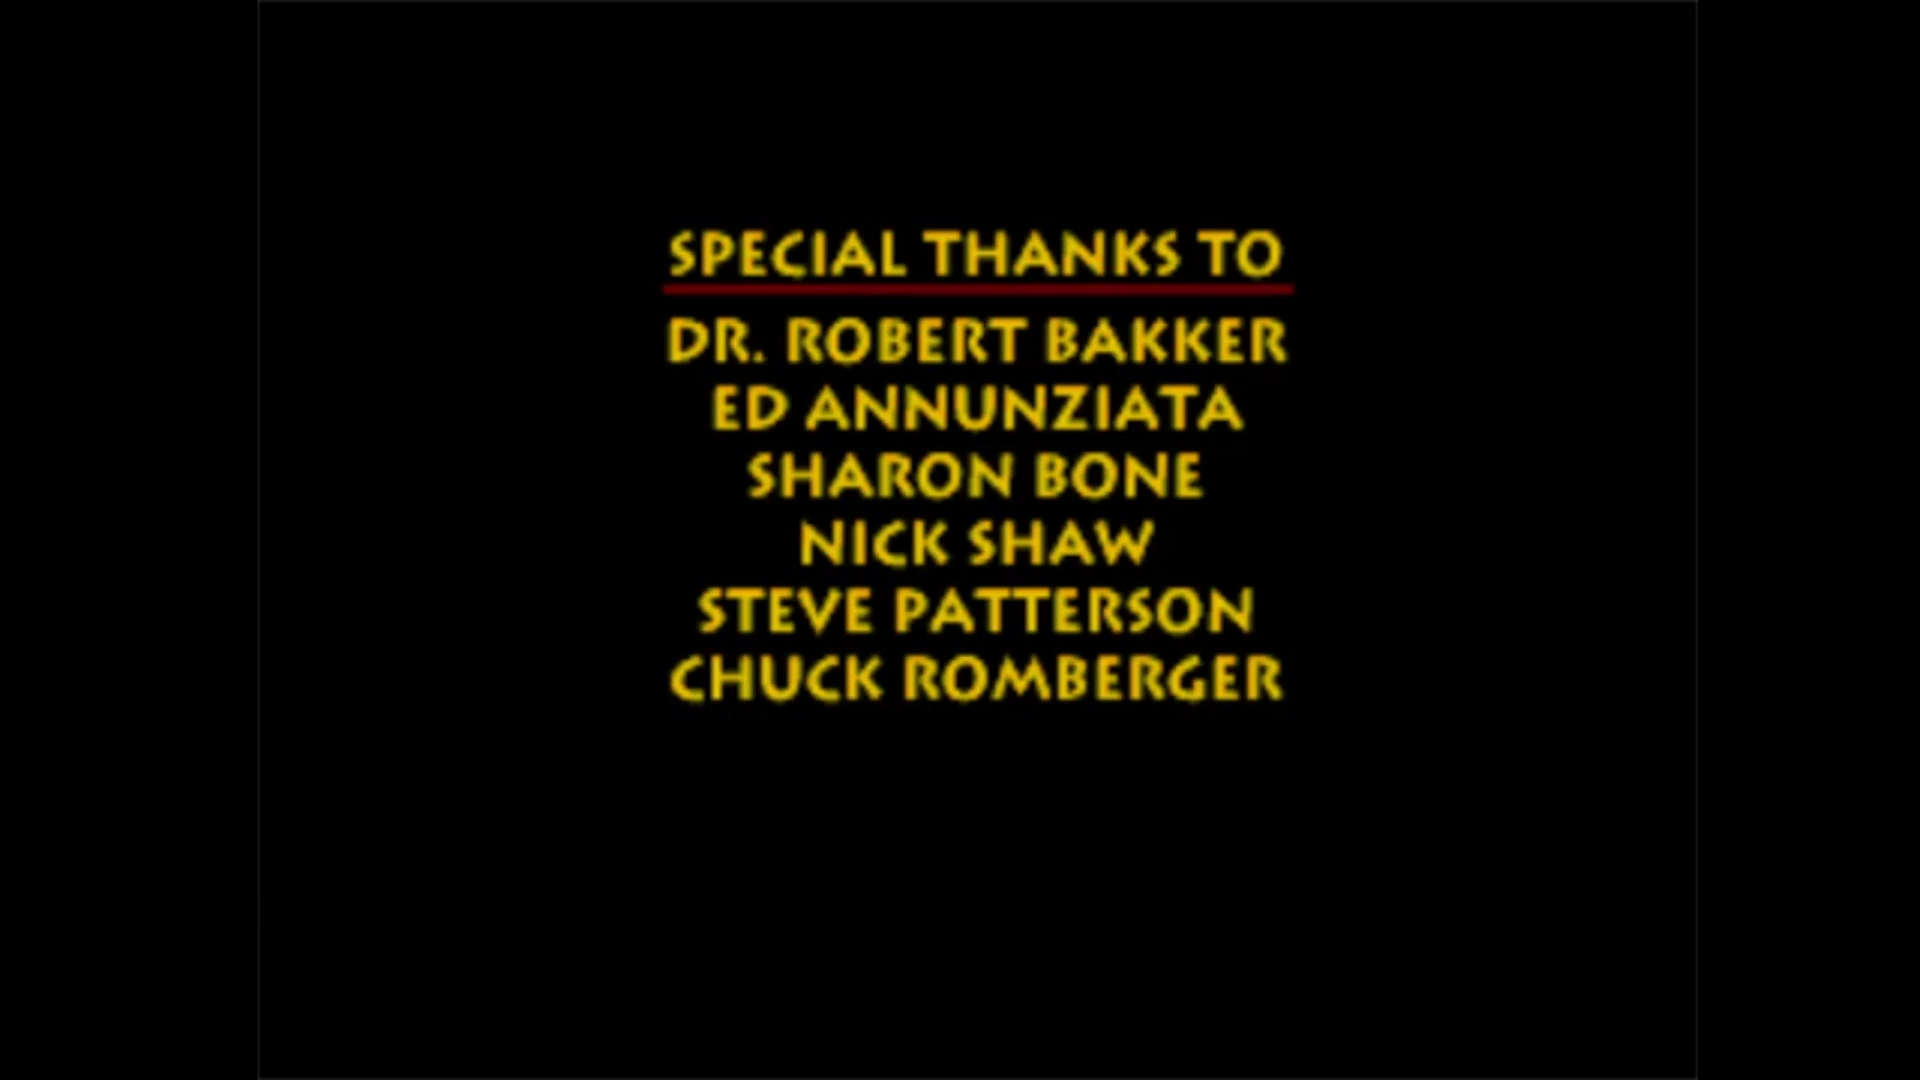 SPECIAL THANKS TO
DR. ROBERT BAKKER
ED ANNUNZIATA
SHARON BONE
NICK SHAW
STEVE PATTERSON
CHUCK ROMBERGER